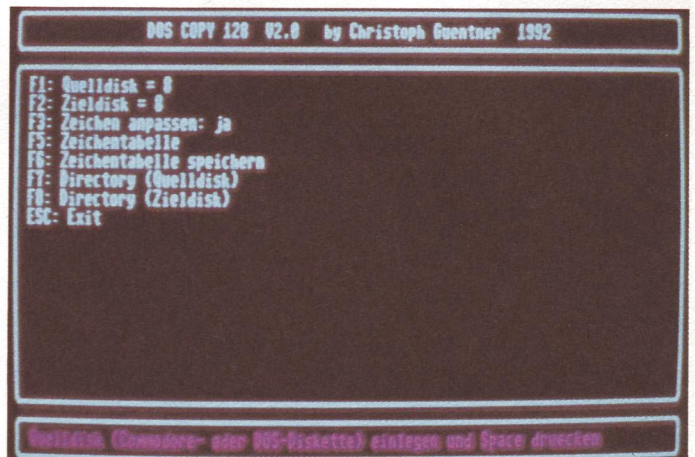 DOS COPY 128 V2.0 by Christoph Guentner 1992
F1: Quelldisk = 8
F2: Zieldisk = 8
F3: Zeichen anpassen: ja
F5: Zeichentabelle
F6: Zeichentabelle speichern
F7: Directory (Quelldisk)
F8: Directory (Zieldisk)
ESC: Exit
Quelldisk (Commodore- oder DOS-Diskette) einlegen und Space druecken